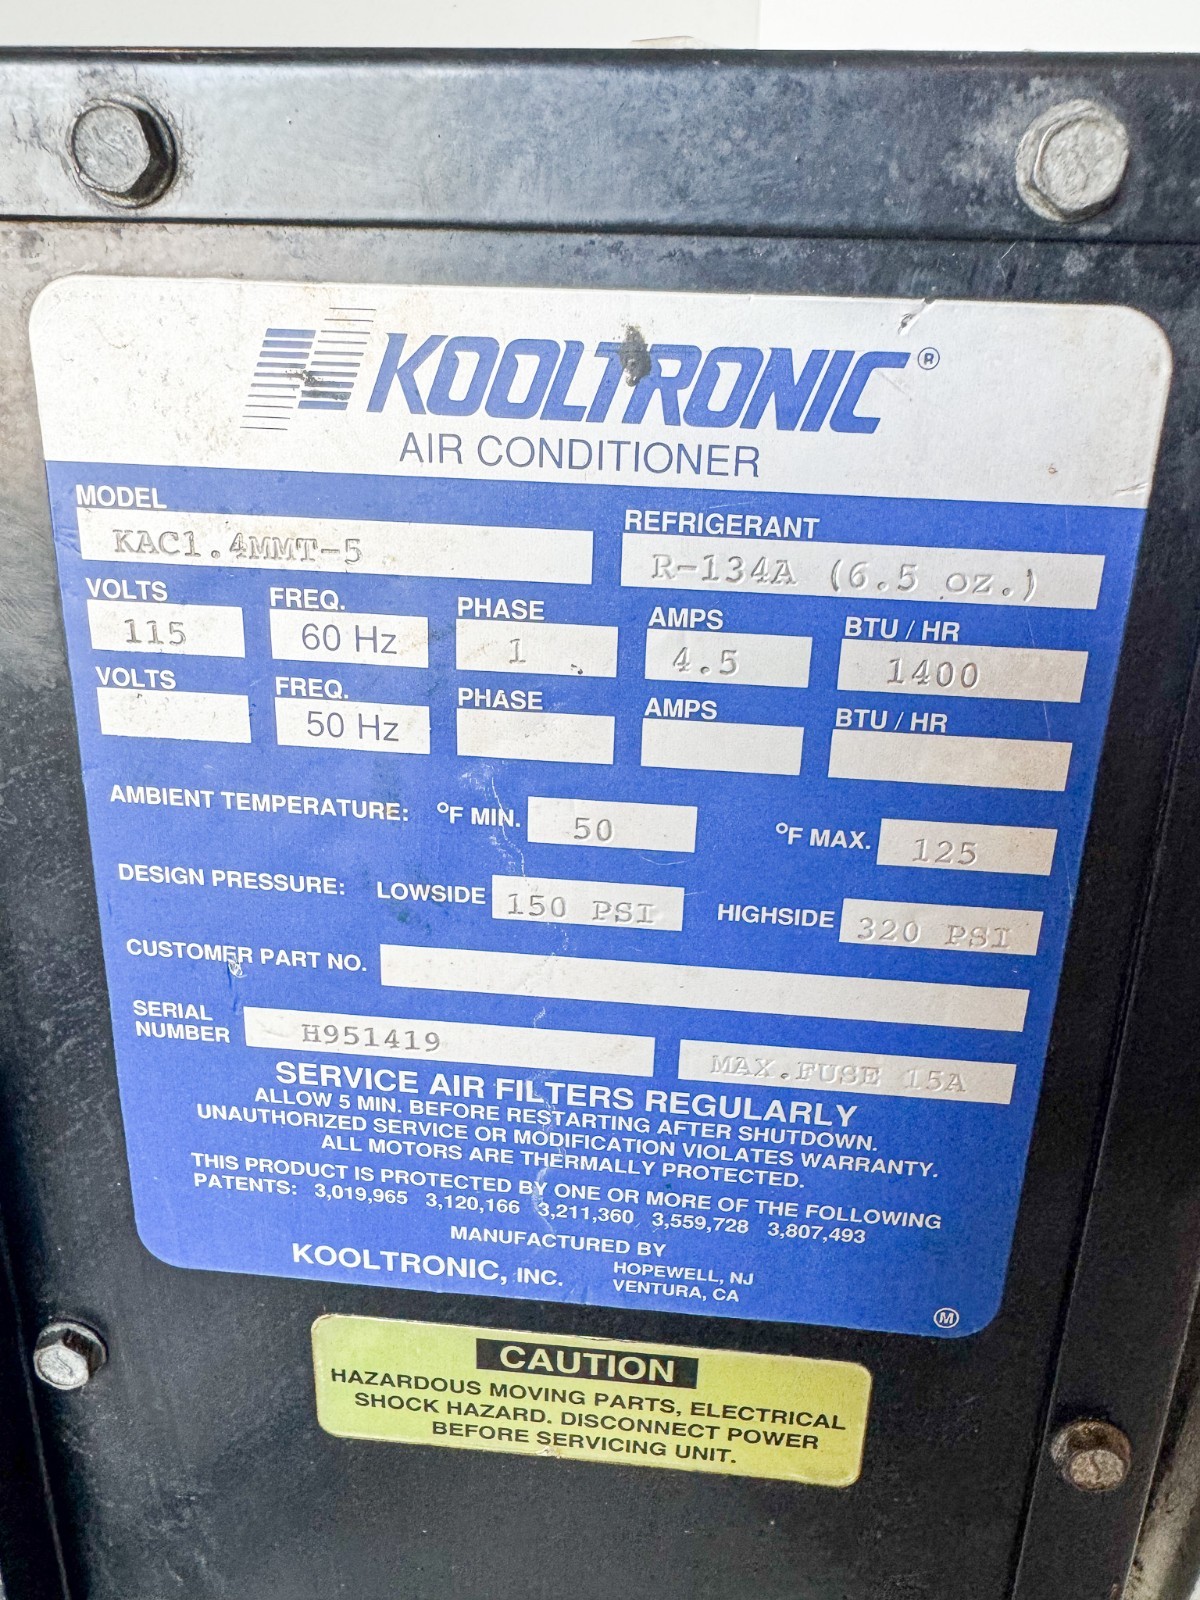 KOOLTRONIC®
AIR CONDITIONER
MODEL
KAC1.4MMT-5
REFRIGERANT
R-134A (6.5 OZ.)
VOLTS FREQ. PHASE AMPS BTU / HR
115 60 Hz 1 4.5 1400
VOLTS FREQ. PHASE AMPS BTU / HR
50 Hz
AMBIENT TEMPERATURE: °F MIN. 50 °F MAX. 125
DESIGN PRESSURE: LOWSIDE 150 PSI HIGHSIDE 320 PSI
CUSTOMER PART NO.
SERIAL
NUMBER H951419 MAX.FUSE 15A
SERVICE AIR FILTERS REGULARLY
ALLOW 5 MIN. BEFORE RESTARTING AFTER SHUTDOWN.
UNAUTHORIZED SERVICE OR MODIFICATION VIOLATES WARRANTY.
ALL MOTORS ARE THERMALLY PROTECTED.
THIS PRODUCT IS PROTECTED BY ONE OR MORE OF THE FOLLOWING
PATENTS: 3,019,965 3,120,166 3,211,360 3,559,728 3,807,493
MANUFACTURED BY
KOOLTRONIC, INC. HOPEWELL, NJ
VENTURA, CA
M
CAUTION
HAZARDOUS MOVING PARTS, ELECTRICAL
SHOCK HAZARD. DISCONNECT POWER
BEFORE SERVICING UNIT.